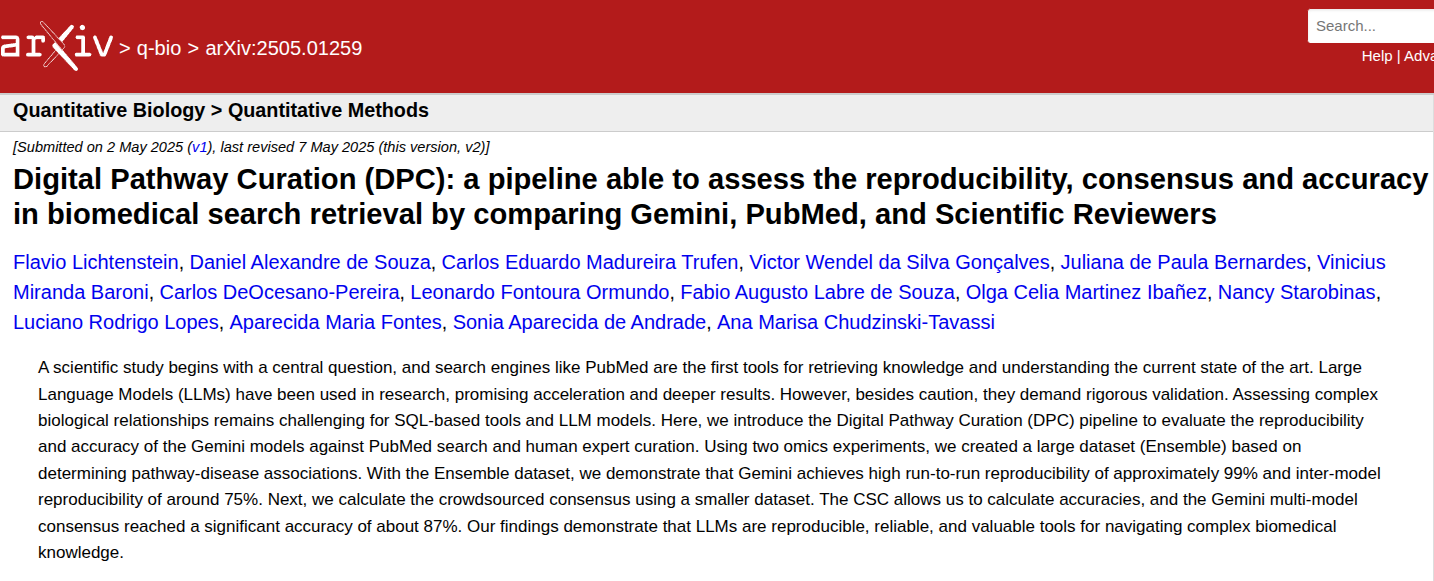 arXiv > q-bio > arXiv:2505.01259
Search...
Help | Adva
Quantitative Biology > Quantitative Methods
[Submitted on 2 May 2025 (v1), last revised 7 May 2025 (this version, v2)]
Digital Pathway Curation (DPC): a pipeline able to assess the reproducibility, consensus and accuracy
in biomedical search retrieval by comparing Gemini, PubMed, and Scientific Reviewers
Flavio Lichtenstein, Daniel Alexandre de Souza, Carlos Eduardo Madureira Trufen, Victor Wendel da Silva Gonçalves, Juliana de Paula Bernardes, Vinicius
Miranda Baroni, Carlos DeOcesano-Pereira, Leonardo Fontoura Ormundo, Fabio Augusto Labre de Souza, Olga Celia Martinez Ibañez, Nancy Starobinas,
Luciano Rodrigo Lopes, Aparecida Maria Fontes, Sonia Aparecida de Andrade, Ana Marisa Chudzinski-Tavassi
A scientific study begins with a central question, and search engines like PubMed are the first tools for retrieving knowledge and understanding the current state of the art. Large
Language Models (LLMs) have been used in research, promising acceleration and deeper results. However, besides caution, they demand rigorous validation. Assessing complex
biological relationships remains challenging for SQL-based tools and LLM models. Here, we introduce the Digital Pathway Curation (DPC) pipeline to evaluate the reproducibility
and accuracy of the Gemini models against PubMed search and human expert curation. Using two omics experiments, we created a large dataset (Ensemble) based on
determining pathway-disease associations. With the Ensemble dataset, we demonstrate that Gemini achieves high run-to-run reproducibility of approximately 99% and inter-model
reproducibility of around 75%. Next, we calculate the crowdsourced consensus using a smaller dataset. The CSC allows us to calculate accuracies, and the Gemini multi-model
consensus reached a significant accuracy of about 87%. Our findings demonstrate that LLMs are reproducible, reliable, and valuable tools for navigating complex biomedical
knowledge.